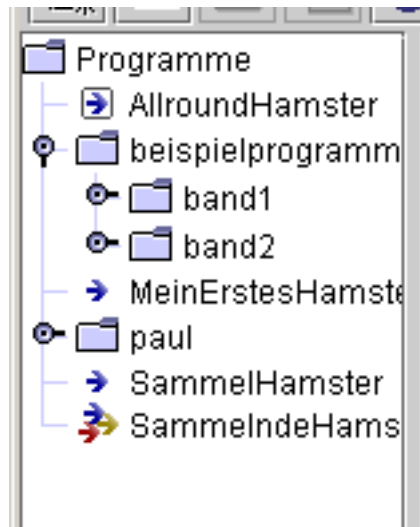 Programme
AllroundHamster
beispielprogramm
band1
band2
MeinErstesHamste
paul
SammelHamster
SammelndeHams